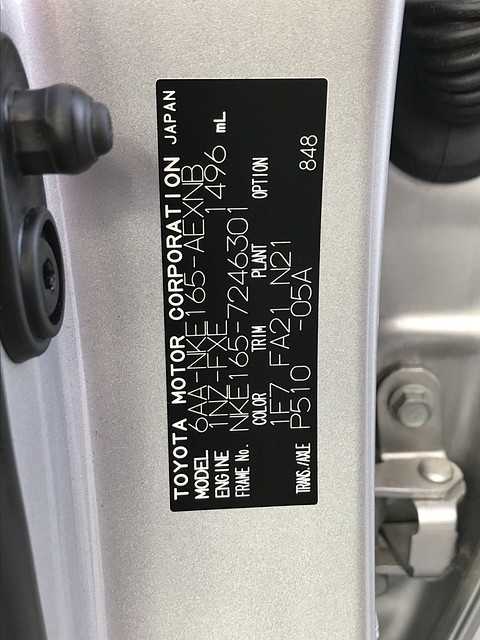 TOYOTA MOTOR CORPORATION JAPAN
MODEL 6AA-NKE165-AEXNB
ENGINE 1NZ-FXE 1496 mL
FRAME No. NKE165-7246301
COLOR TRIM PLANT OPTION
1F7 FA21 N21
TRANS./AXLE P510 -05A 848